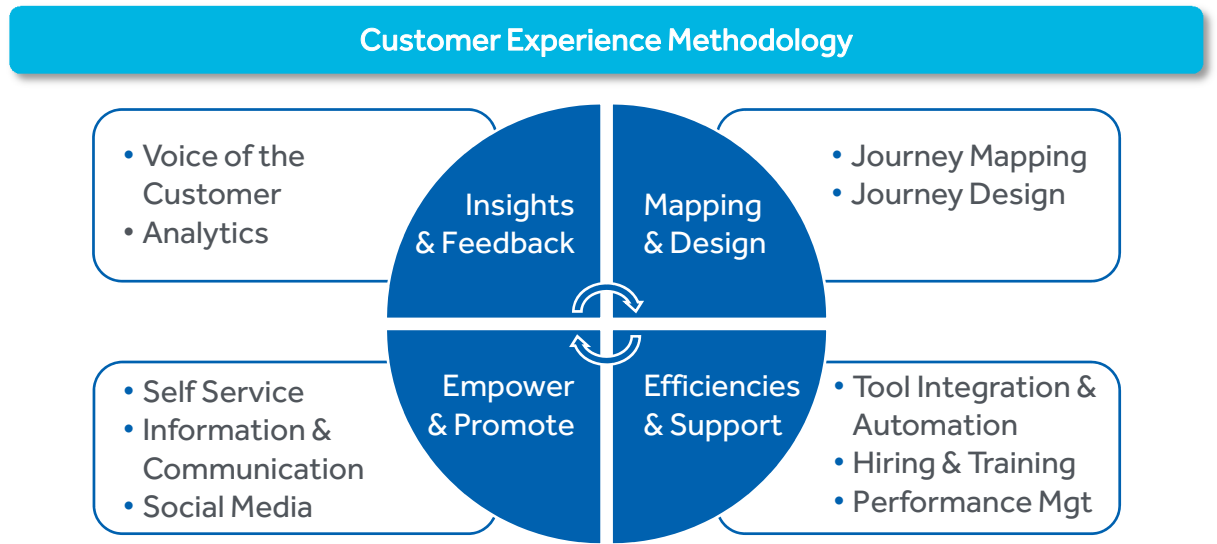 Customer Experience Methodology
• Voice of the
Customer
• Analytics
Insights
& Feedback
Mapping
& Design
• Journey Mapping
• Journey Design
• Self Service
• Information &
Communication
• Social Media
Empower
& Promote
Efficiencies
& Support
• Tool Integration &
Automation
• Hiring & Training
• Performance Mgt